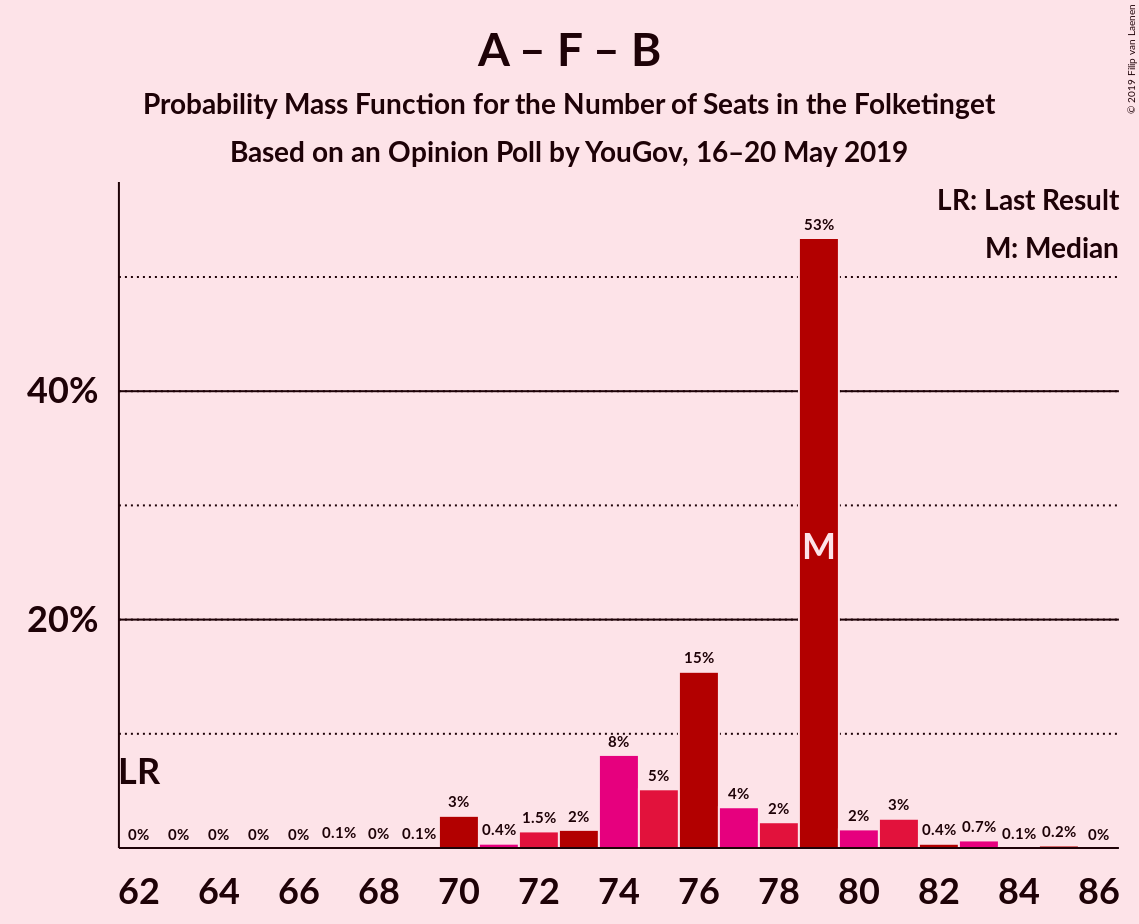 A – F – B
Probability Mass Function for the Number of Seats in the Folketinget
Based on an Opinion Poll by YouGov, 16–20 May 2019
© 2019 Filip van Laenen
LR: Last Result
M: Median
53%
40%
M
20%
15%
8%
LR
5%
4%
3%
3%
2%
2%
2%
1.5%
0% 0% 0% 0% 0% 0.1% 0% 0.1% 0.4% 0.4% 0.7% 0.1% 0.2% 0%
62 64 66 68 70 72 74 76 78 80 82 84 86